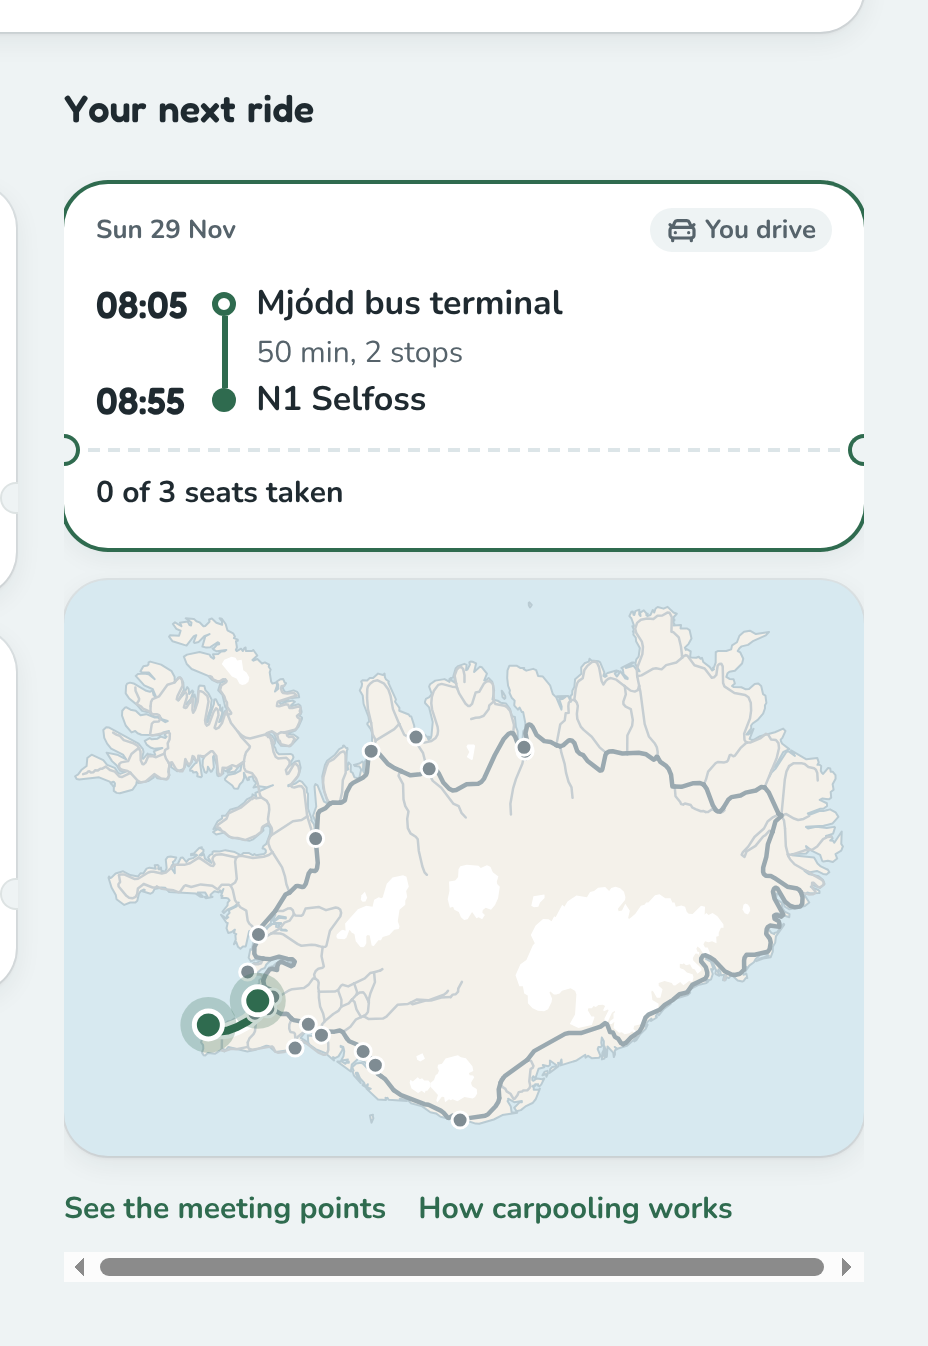 Your next ride
Sun 29 Nov
You drive
08:05
Mjódd bus terminal
50 min, 2 stops
08:55
N1 Selfoss
0 of 3 seats taken
See the meeting points
How carpooling works